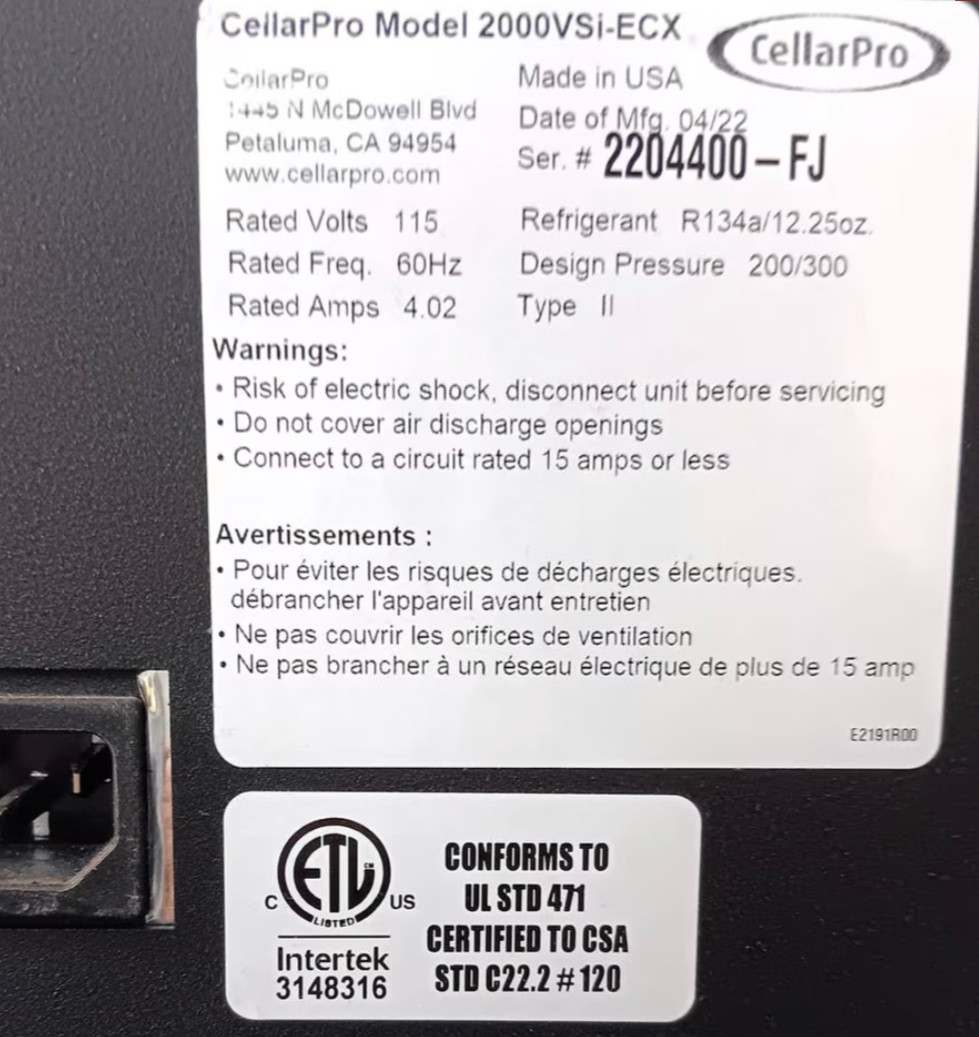 CellarPro Model 2000VSi-ECX
CellarPro
CellarPro
1445 N McDowell Blvd
Petaluma, CA 94954
www.cellarpro.com
Made in USA
Date of Mfg. 04/22
Ser. # 2204400-FJ
Rated Volts 115
Rated Freq. 60Hz
Rated Amps 4.02
Refrigerant R134a/12.25oz.
Design Pressure 200/300
Type II
Warnings:
• Risk of electric shock, disconnect unit before servicing
• Do not cover air discharge openings
• Connect to a circuit rated 15 amps or less
Avertissements :
• Pour éviter les risques de décharges électriques.
débrancher l'appareil avant entretien
• Ne pas couvrir les orifices de ventilation
• Ne pas brancher à un réseau électrique de plus de 15 amp
E2191R00
ETL CM
C US
LISTED
Intertek
3148316
CONFORMS TO
UL STD 471
CERTIFIED TO CSA
STD C22.2 # 120